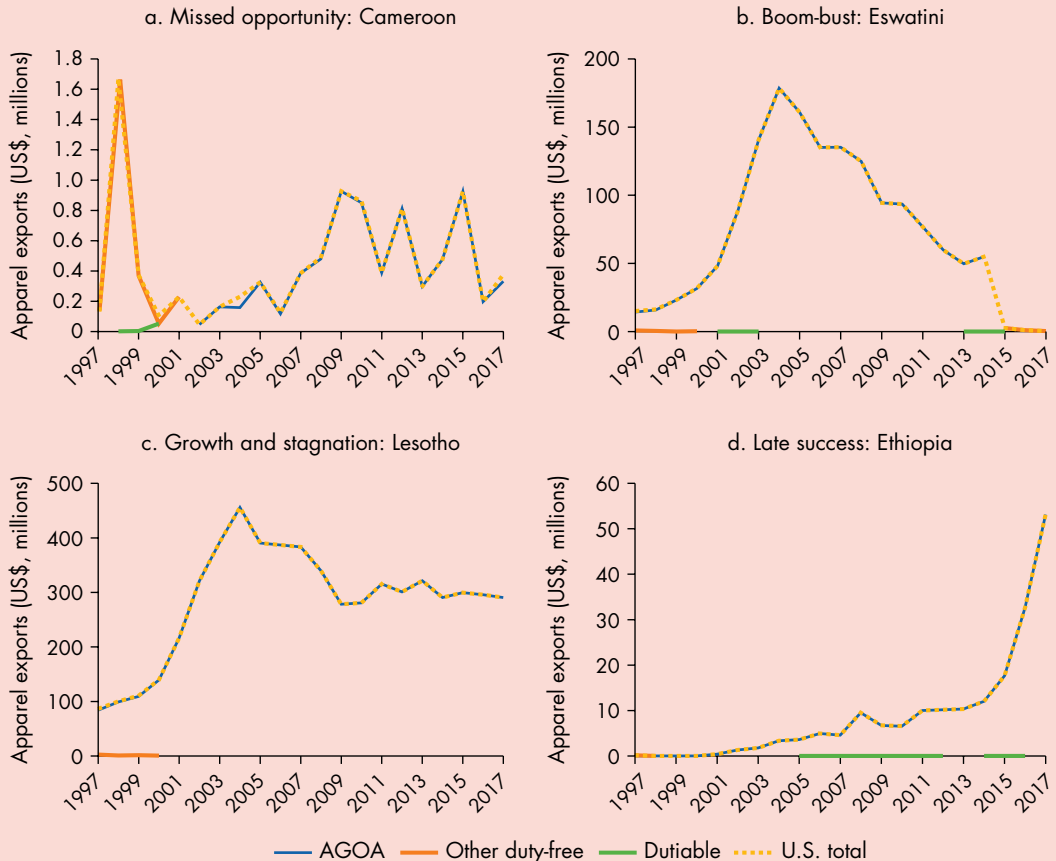 a. Missed opportunity: Cameroon
Apparel exports (US$, millions)
1.8
1.6
1.4
1.2
1.0
0.8
0.6
0.4
0.2
0
1997 1999 2001 2003 2005 2007 2009 2011 2013 2015 2017
b. Boom-bust: Eswatini
Apparel exports (US$, millions)
200
150
100
50
0
1997 1999 2001 2003 2005 2007 2009 2011 2013 2015 2017
c. Growth and stagnation: Lesotho
Apparel exports (US$, millions)
500
400
300
200
100
0
1997 1999 2001 2003 2005 2007 2009 2011 2013 2015 2017
d. Late success: Ethiopia
Apparel exports (US$, millions)
60
50
40
30
20
10
0
1997 1999 2001 2003 2005 2007 2009 2011 2013 2015 2017
AGOA Other duty-free Dutiable U.S. total